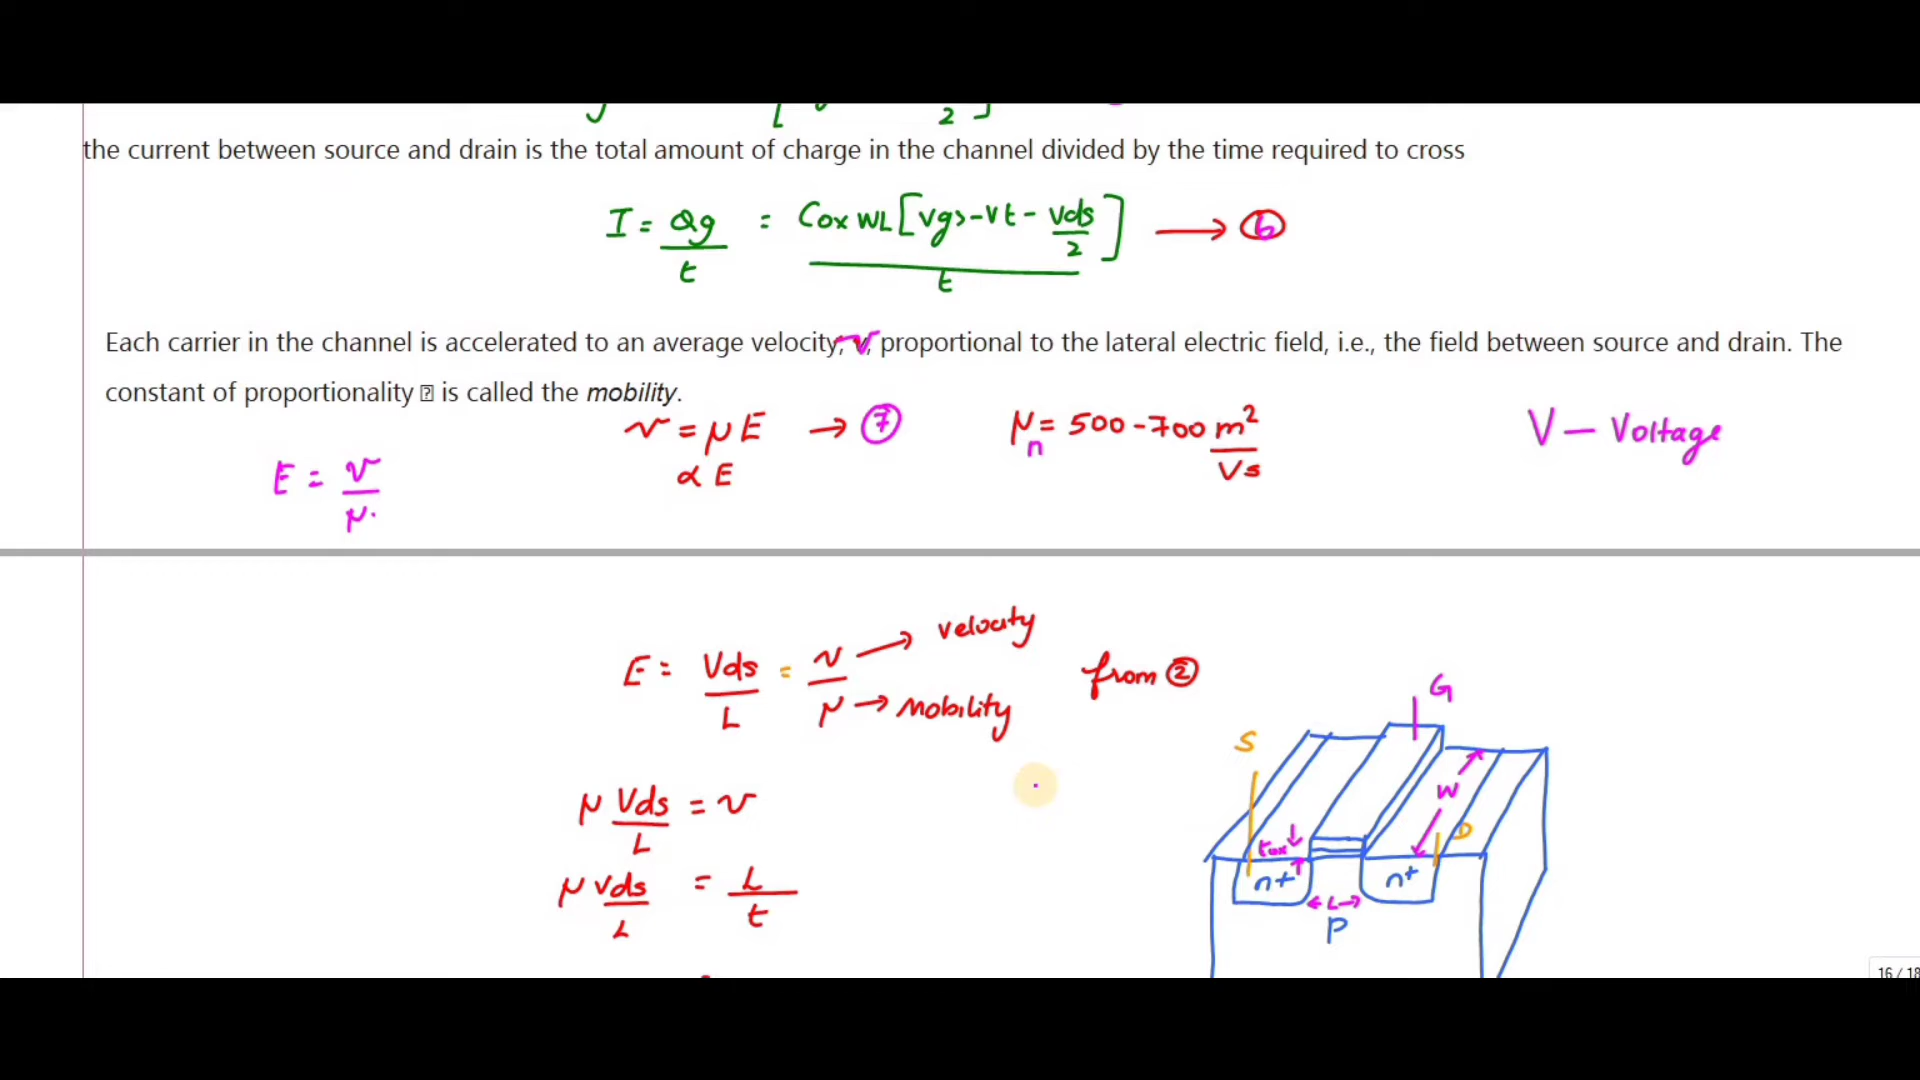 2
the current between source and drain is the total amount of charge in the channel divided by the time required to cross
I = Qg/t = Cox WL [Vgs - Vt - Vds/2] / t → 6
Each carrier in the channel is accelerated to an average velocity, v, proportional to the lateral electric field, i.e., the field between source and drain. The
constant of proportionality is called the mobility.
v = μE → 7 μn = 500-700 m²/Vs V — Voltage
∝ E
E = v/μ.
E = Vds/L = v/μ → velocity from 2
→ Mobility
G
S
μ Vds/L = v
W
D
tox
μ Vds/L = L/t
n+ n+
L
P
16 / 18